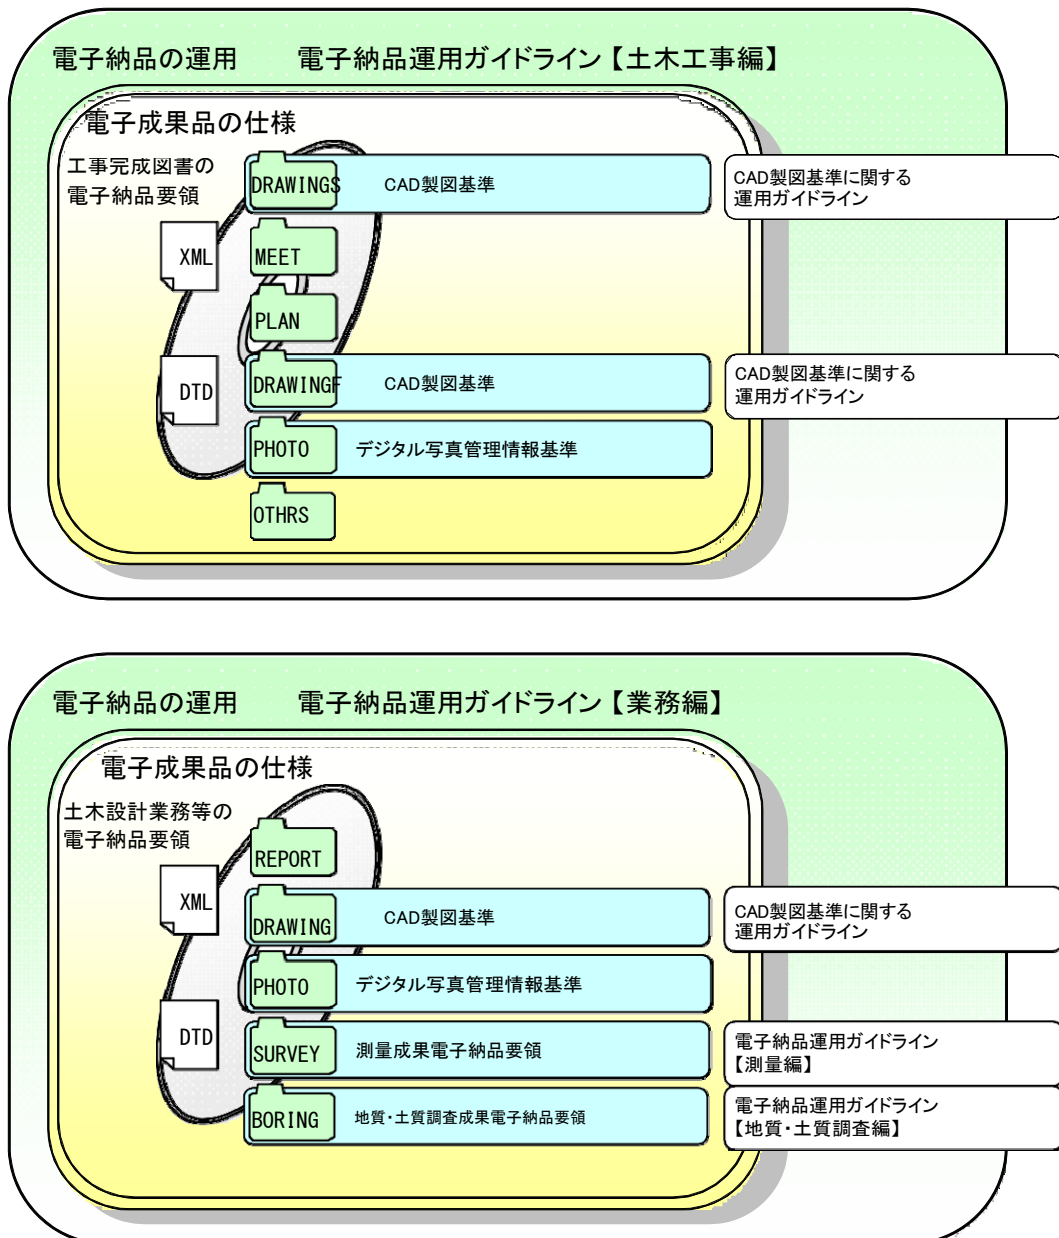 電子納品の運用 電子納品運用ガイドライン【土木工事編】
電子成果品の仕様
工事完成図書の
電子納品要領
DRAWINGS CAD製図基準
CAD製図基準に関する
運用ガイドライン
XML
MEET
PLAN
DTD
DRAWINGF CAD製図基準
CAD製図基準に関する
運用ガイドライン
PHOTO デジタル写真管理情報基準
OTHRS
電子納品の運用 電子納品運用ガイドライン【業務編】
電子成果品の仕様
土木設計業務等の
電子納品要領
REPORT
XML
DRAWING CAD製図基準
CAD製図基準に関する
運用ガイドライン
PHOTO デジタル写真管理情報基準
DTD
SURVEY 測量成果電子納品要領
電子納品運用ガイドライン
【測量編】
BORING 地質・土質調査成果電子納品要領
電子納品運用ガイドライン
【地質・土質調査編】